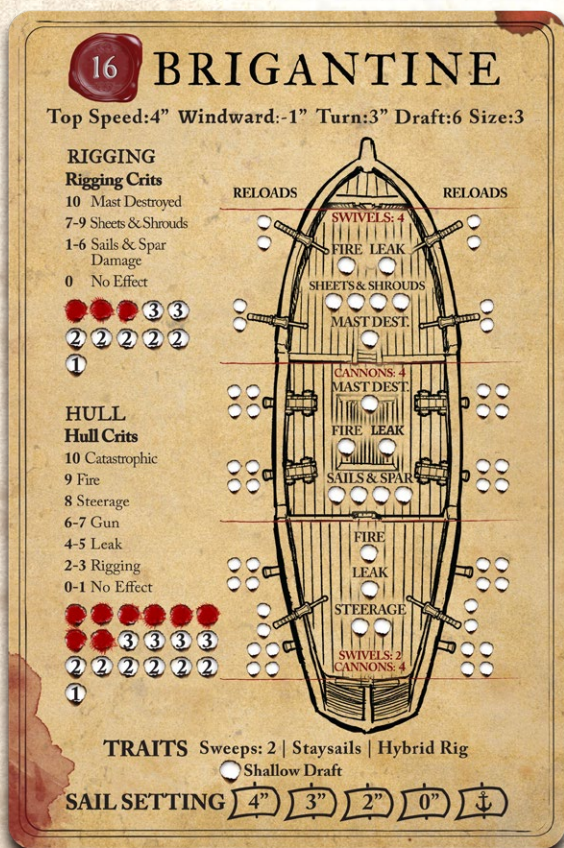 16 BRIGANTINE
Top Speed:4” Windward:-1” Turn:3” Draft:6 Size:3
RIGGING
Rigging Crits
10 Mast Destroyed
7-9 Sheets & Shrouds
1-6 Sails & Spar
Damage
0 No Effect
3 3
2 2 2 2 2
1
HULL
Hull Crits
10 Catastrophic
9 Fire
8 Steerage
6-7 Gun
4-5 Leak
2-3 Rigging
0-1 No Effect
3 3 3 3
2 2 2 2 2 2
1
RELOADS
RELOADS
SWIVELS: 4
FIRE LEAK
SHEETS & SHROUDS
MAST DEST.
CANNONS: 4
MAST DEST.
FIRE LEAK
SAILS & SPAR
FIRE
LEAK
STEERAGE
SWIVELS: 2
CANNONS: 4
TRAITS Sweeps: 2 | Staysails | Hybrid Rig
Shallow Draft
SAIL SETTING 4” 3” 2” 0”